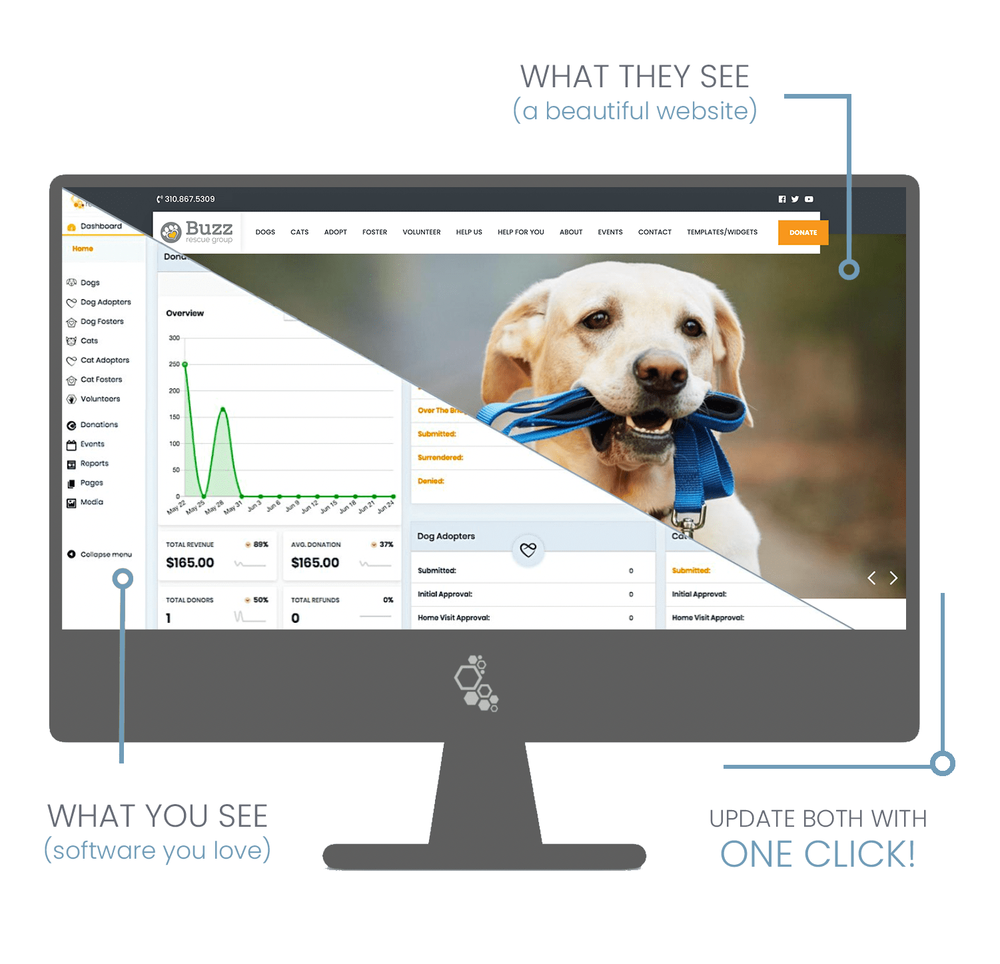 WHAT THEY SEE
(a beautiful website)
310.867.5309
Dashboard
Home
Dogs
Dog Adopters
Dog Fosters
Cats
Cat Adopters
Cat Fosters
Volunteers
Donations
Events
Reports
Pages
Media
Collapse menu
Buzz
rescue group
DOGS CATS ADOPT FOSTER VOLUNTEER HELP US HELP FOR YOU ABOUT EVENTS CONTACT TEMPLATES/WIDGETS DONATE
Overview
300
250
200
150
100
50
0
May 22 May 25 May 28 May 31 Jun 3 Jun 6 Jun 9 Jun 12 Jun 15 Jun 18 Jun 21 Jun 24
TOTAL REVENUE 89%
$165.00
AVG. DONATION 37%
$165.00
TOTAL DONORS 50%
1
TOTAL REFUNDS 0%
0
Over The
Submitted:
Surrendered:
Denied:
Dog Adopters
Submitted: 0
Initial Approval: 0
Home Visit Approval: 0
Submitted:
Initial Approval:
Home Visit Approval:
WHAT YOU SEE
(software you love)
UPDATE BOTH WITH
ONE CLICK!